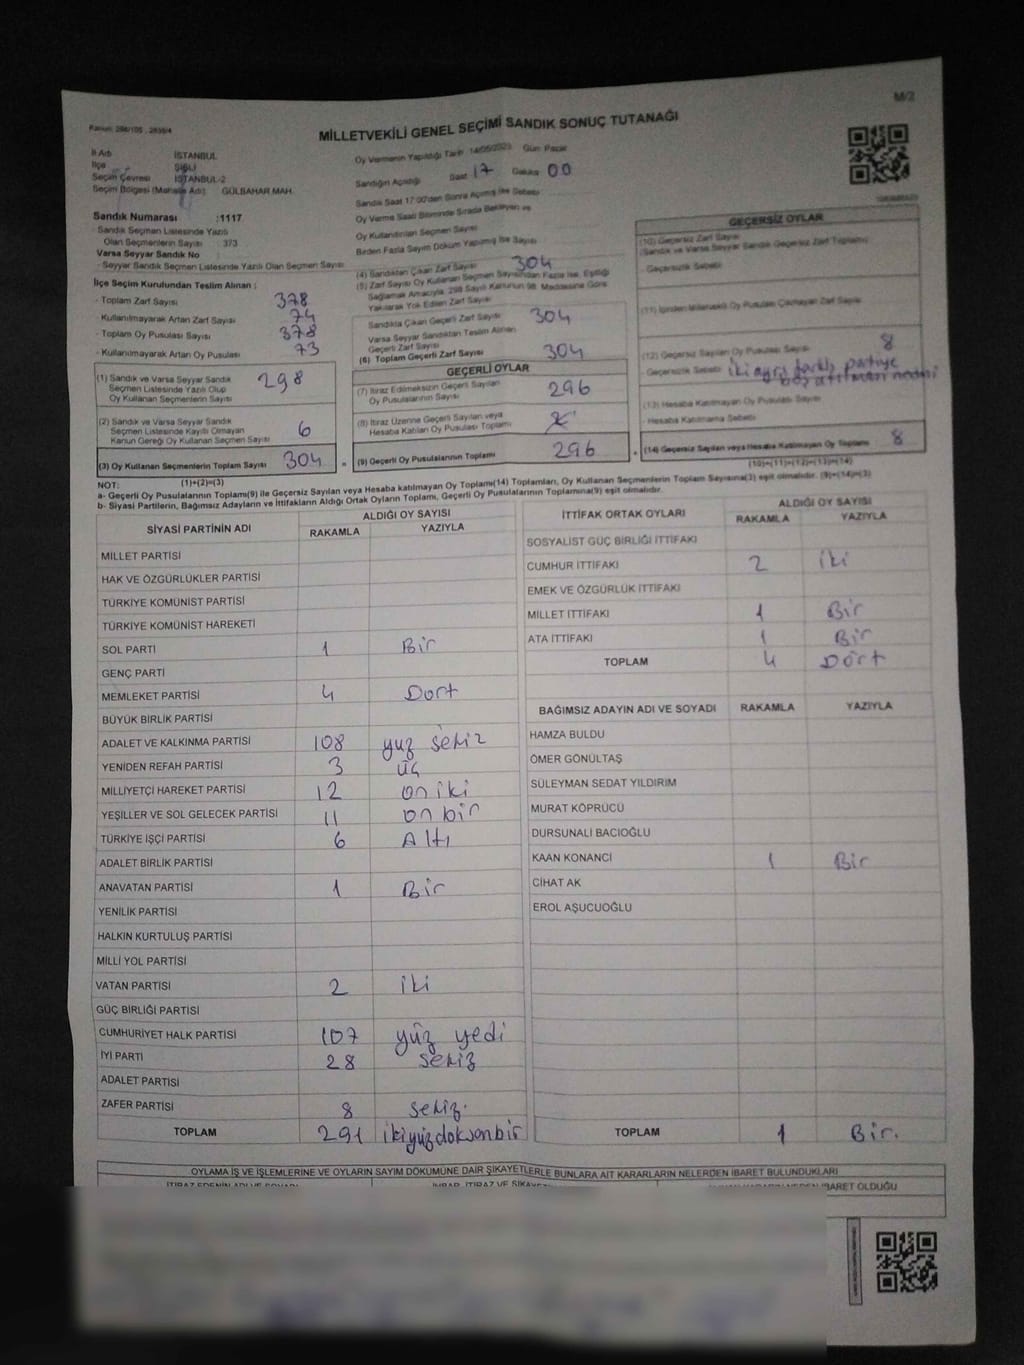 M/2
Kanun: 298/105 , 2839/4
MİLLETVEKİLİ GENEL SEÇİMİ SANDIK SONUÇ TUTANAĞI
İl Adı İSTANBUL
İlçe ŞİŞLİ
Seçim Çevresi İSTANBUL-2
Seçim Bölgesi (Mahalle Adı) GÜLBAHAR MAH.
Oy Vermenin Yapıldığı Tarih 14/05/2023 Gün Pazar
Sandığın Açıldığı Saat 17 Dakika 00
Sandık Saat 17:00'den Sonra Açılmış İse Sebebi
Oy Verme Saati Bitiminde Sırada Bekleyen ve
Oy Kullandırılan Seçmen Sayısı
Birden Fazla Sayım Döküm Yapılmış İse Sayısı
Sandık Numarası :1117
Sandık Seçmen Listesinde Yazılı
Olan Seçmenlerin Sayısı : 373
Varsa Seyyar Sandık No
- Seyyar Sandık Seçmen Listesinde Yazılı Olan Seçmen Sayısı
İlçe Seçim Kurulundan Teslim Alınan :
- Toplam Zarf Sayısı 378
- Kullanılmayarak Artan Zarf Sayısı 74
- Toplam Oy Pusulası Sayısı 378
- Kullanılmayarak Artan Oy Pusulası 73
(4) Sandıktan Çıkan Zarf Sayısı 304
(5) Zarf Sayısı Oy Kullanan Seçmen Sayısından Fazla İse, Eşitliği
Sağlamak Amacıyla, 298 Sayılı Kanunun 98. Maddesine Göre
Yakılarak Yok Edilen Zarf Sayısı
Sandıkta Çıkan Geçerli Zarf Sayısı 304
Varsa Seyyar Sandıktan Teslim Alınan
Geçerli Zarf Sayısı
(6) Toplam Geçerli Zarf Sayısı 304
GEÇERSİZ OYLAR
(10) Geçersiz Zarf Sayısı
(Sandık ve Varsa Seyyar Sandık Geçersiz Zarf Toplamı)
- Geçersizlik Sebebi
(11) İçinden Milletvekili Oy Pusulası Çıkmayan Zarf Sayısı
(12) Geçersiz Sayılan Oy Pusulası Sayısı 8
- Geçersizlik Sebebi iki ayrı farklı partiye
nedeni
(13) Hesaba Katılmayan Oy Pusulası Sayısı
- Hesaba Katılmama Sebebi
(14) Geçersiz Sayılan veya Hesaba Katılmayan Oy Toplamı 8
(10)+(11)+(12)+(13)=(14)
(1) Sandık ve Varsa Seyyar Sandık
Seçmen Listesinde Yazılı Olup
Oy Kullanan Seçmenlerin Sayısı 298
(2) Sandık ve Varsa Seyyar Sandık
Seçmen Listesinde Kayıtlı Olmayan
Kanun Gereği Oy Kullanan Seçmen Sayısı 6
(3) Oy Kullanan Seçmenlerin Toplam Sayısı 304
GEÇERLİ OYLAR
(7) İtiraz Edilmeksizin Geçerli Sayılan
Oy Pusulasının Sayısı 296
(8) İtiraz Üzerine Geçerli Sayılan veya
Hesaba Katılan Oy Pusulası Toplamı
(9) Geçerli Oy Pusulalarının Toplamı 296
NOT: (1)+(2)=(3)
a- Geçerli Oy Pusulalarının Toplamı(9) ile Geçersiz Sayılan veya Hesaba katılmayan Oy Toplamı(14) Toplamları, Oy Kullanan Seçmenlerin Toplam Sayısına(3) eşit olmalıdır. (9)+(14)=(3)
b- Siyasi Partilerin, Bağımsız Adayların ve İttifakların Aldığı Ortak Oyların Toplamı, Geçerli Oy Pusulalarının Toplamına(9) eşit olmalıdır.
SİYASİ PARTİNİN ADI ALDIĞI OY SAYISI
RAKAMLA YAZIYLA
MİLLET PARTİSİ
HAK VE ÖZGÜRLÜKLER PARTİSİ
TÜRKİYE KOMÜNİST PARTİSİ
TÜRKİYE KOMÜNİST HAREKETİ
SOL PARTİ 1 Bir
GENÇ PARTİ
MEMLEKET PARTİSİ 4 Dört
BÜYÜK BİRLİK PARTİSİ
ADALET VE KALKINMA PARTİSİ 108 yüz sekiz
YENİDEN REFAH PARTİSİ 3 üç
MİLLİYETÇİ HAREKET PARTİSİ 12 on iki
YEŞİLLER VE SOL GELECEK PARTİSİ 11 on bir
TÜRKİYE İŞÇİ PARTİSİ 6 Altı
ADALET BİRLİK PARTİSİ
ANAVATAN PARTİSİ 1 Bir
YENİLİK PARTİSİ
HALKIN KURTULUŞ PARTİSİ
MİLLİ YOL PARTİSİ
VATAN PARTİSİ 2 iki
GÜÇ BİRLİĞİ PARTİSİ
CUMHURİYET HALK PARTİSİ 107 yüz yedi
İYİ PARTİ 28 sekiz
ADALET PARTİSİ
ZAFER PARTİSİ 8 sekiz.
TOPLAM 291 ikiyüzdoksanbir
İTTİFAK ORTAK OYLARI ALDIĞI OY SAYISI
RAKAMLA YAZIYLA
SOSYALİST GÜÇ BİRLİĞİ İTTİFAKI
CUMHUR İTTİFAKI 2 iki
EMEK VE ÖZGÜRLÜK İTTİFAKI
MİLLET İTTİFAKI 1 Bir
ATA İTTİFAKI 1 Bir
TOPLAM 4 Dört
BAĞIMSIZ ADAYIN ADI VE SOYADI RAKAMLA YAZIYLA
HAMZA BULDU
ÖMER GÖNÜLTAŞ
SÜLEYMAN SEDAT YILDIRIM
MURAT KÖPRÜCÜ
DURSUNALİ BACIOĞLU
KAAN KONANCİ 1 Bir
CİHAT AK
EROL AŞUCUOĞLU
TOPLAM 1 Bir.
OYLAMA İŞ VE İŞLEMLERİNE VE OYLARIN SAYIM DÖKÜMÜNE DAİR ŞİKAYETLERLE BUNLARA AİT KARARLARIN NELERDEN İBARET BULUNDUKLARI
İTİRAZ EDENİN ADI VE SOYADI İHBAR, İTİRAZ VE İBARET OLDUĞU